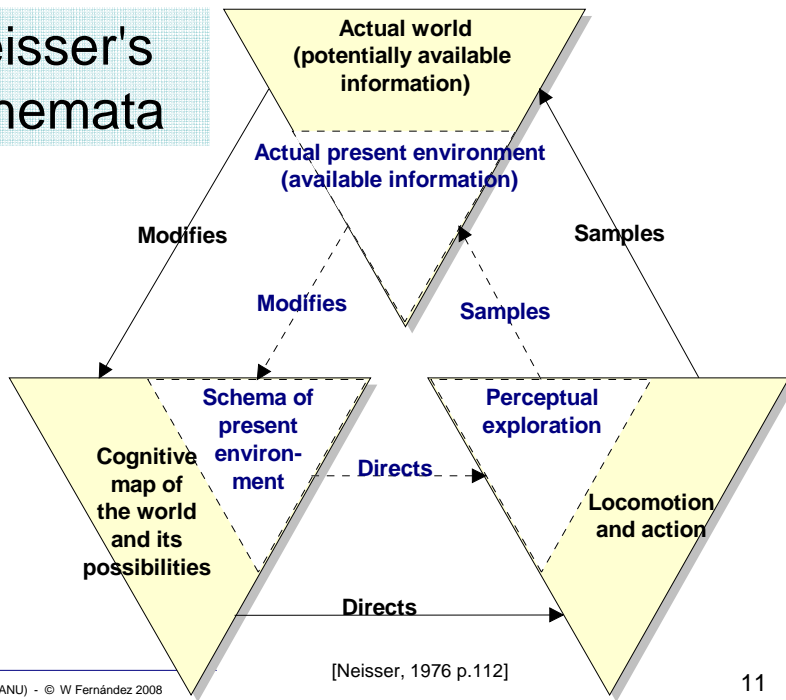 eisser's
hemata
Actual world
(potentially available
information)
Actual present environment
(available information)
Modifies
Samples
Modifies
Samples
Schema of
present
environ-
ment
Perceptual
exploration
Cognitive
map of
the world
and its
possibilities
Directs
Locomotion
and action
Directs
[Neisser, 1976 p.112]
ANU) - © W Fernández 2008
11